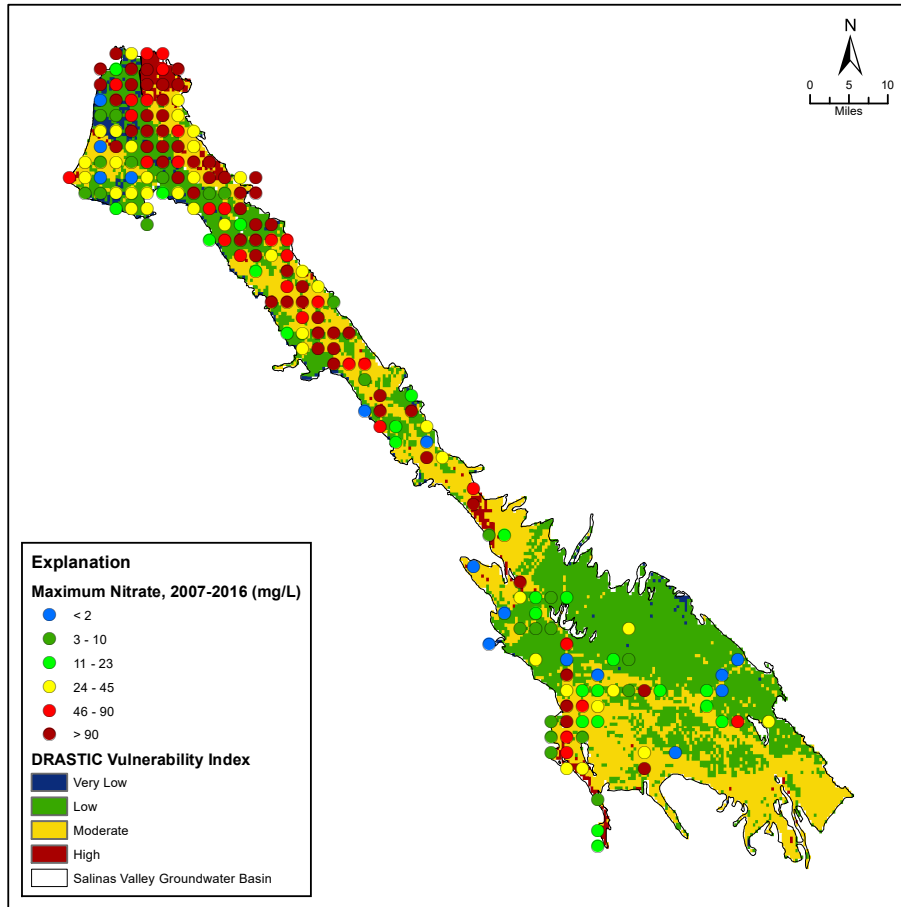 N
0 5 10
Miles
Explanation
Maximum Nitrate, 2007-2016 (mg/L)
< 2
3 - 10
11 - 23
24 - 45
46 - 90
> 90
DRASTIC Vulnerability Index
Very Low
Low
Moderate
High
Salinas Valley Groundwater Basin